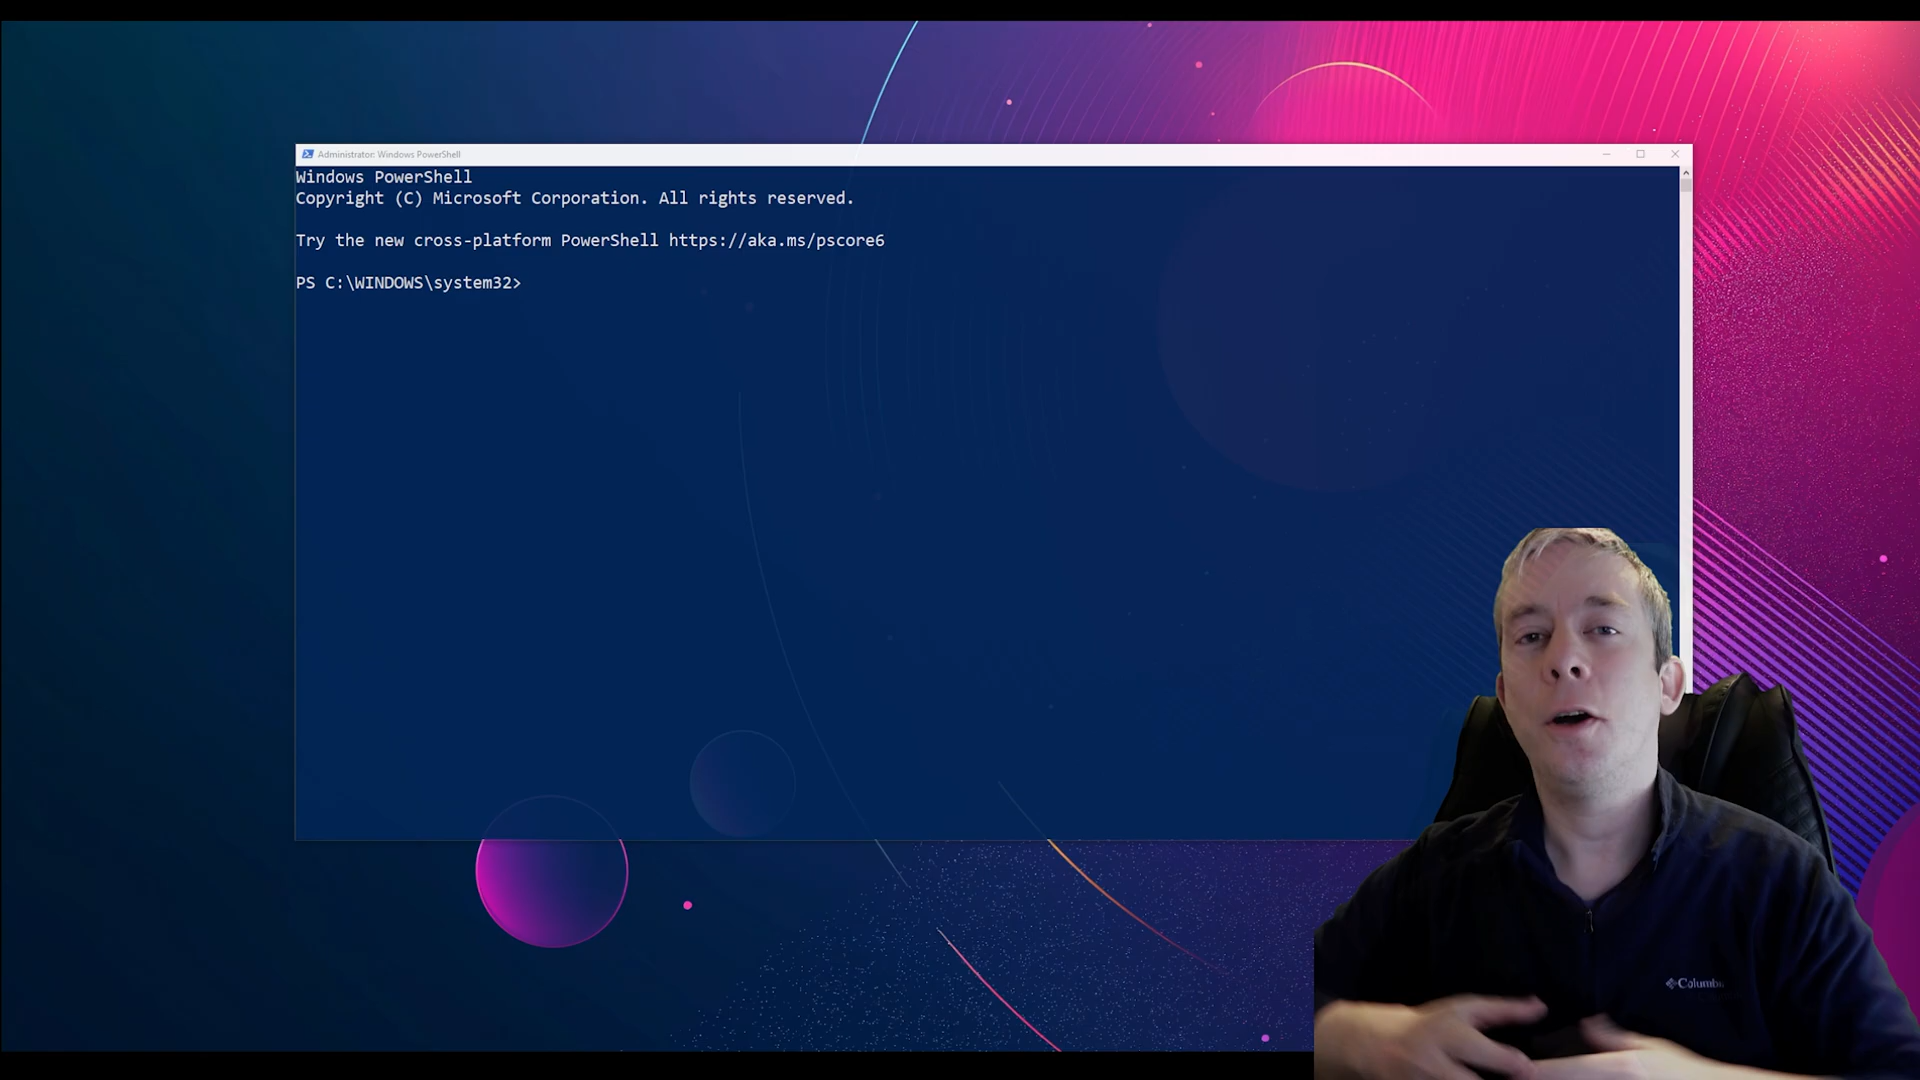 Administrator: Windows PowerShell
Windows PowerShell
Copyright (C) Microsoft Corporation. All rights reserved.
Try the new cross-platform PowerShell https://aka.ms/pscore6
PS C:\WINDOWS\system32>
Columbia